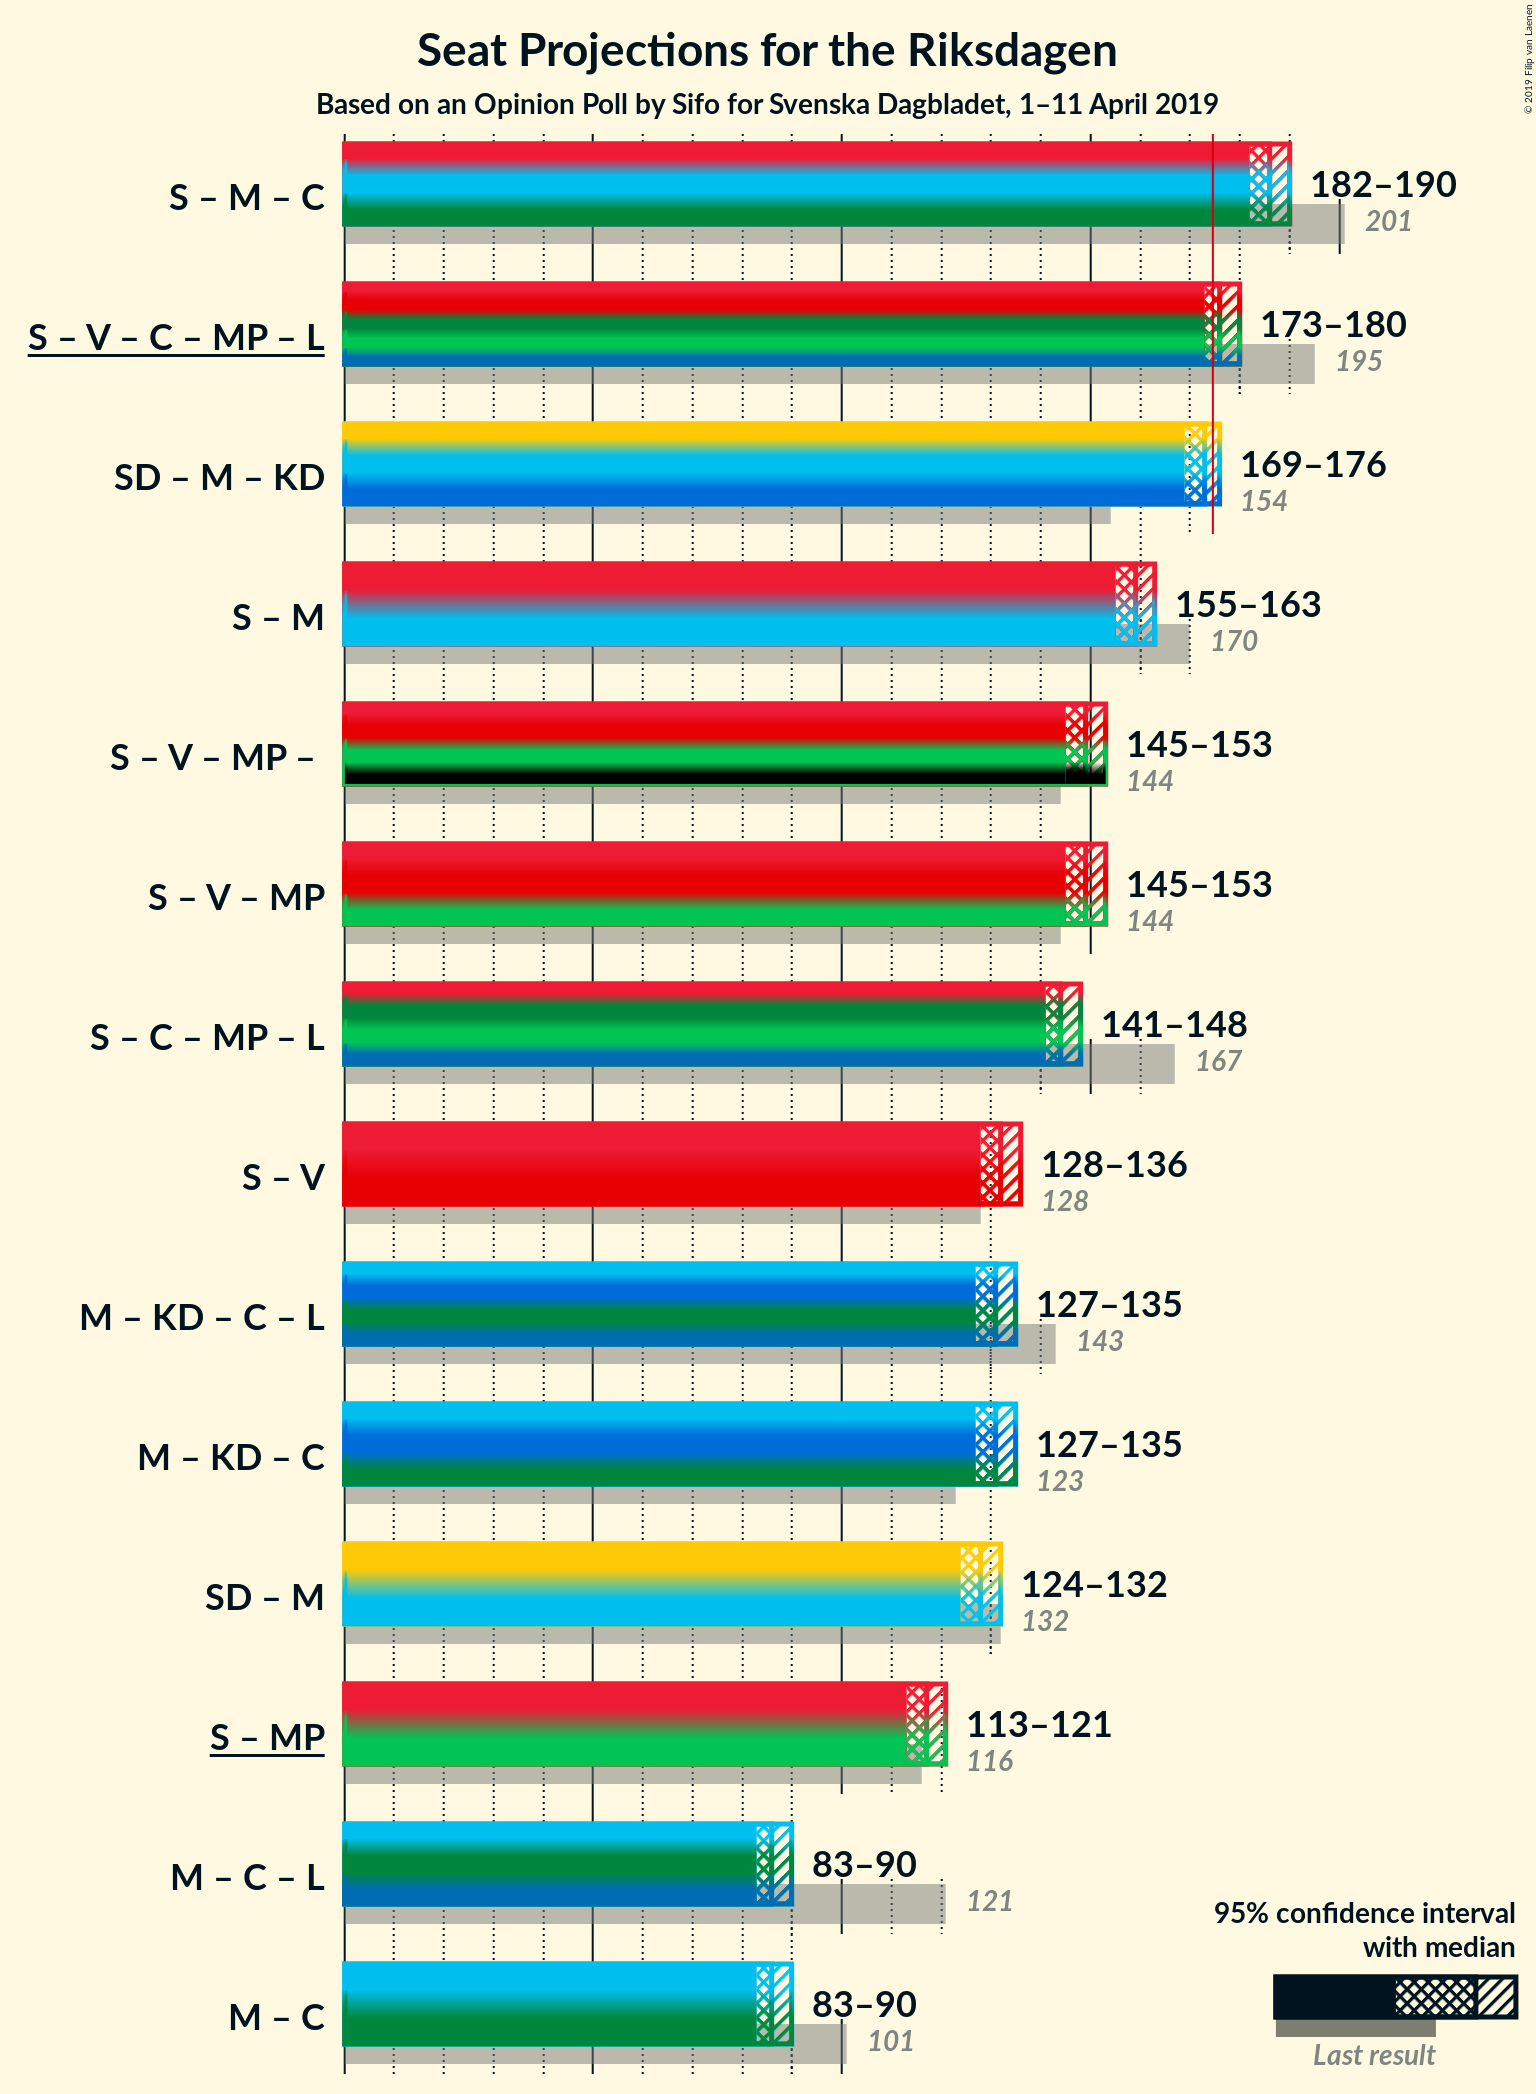 © 2019 Filip van Laenen
Seat Projections for the Riksdagen
Based on an Opinion Poll by Sifo for Svenska Dagbladet, 1–11 April 2019
S – M – C
182–190
201
S – V – C – MP – L
173–180
195
SD – M – KD
169–176
154
S – M
155–163
170
S – V – MP –
145–153
144
S – V – MP
145–153
144
S – C – MP – L
141–148
167
S – V
128–136
128
M – KD – C – L
127–135
143
M – KD – C
127–135
123
SD – M
124–132
132
S – MP
113–121
116
M – C – L
83–90
121
M – C
83–90
101
95% confidence interval
with median
Last result